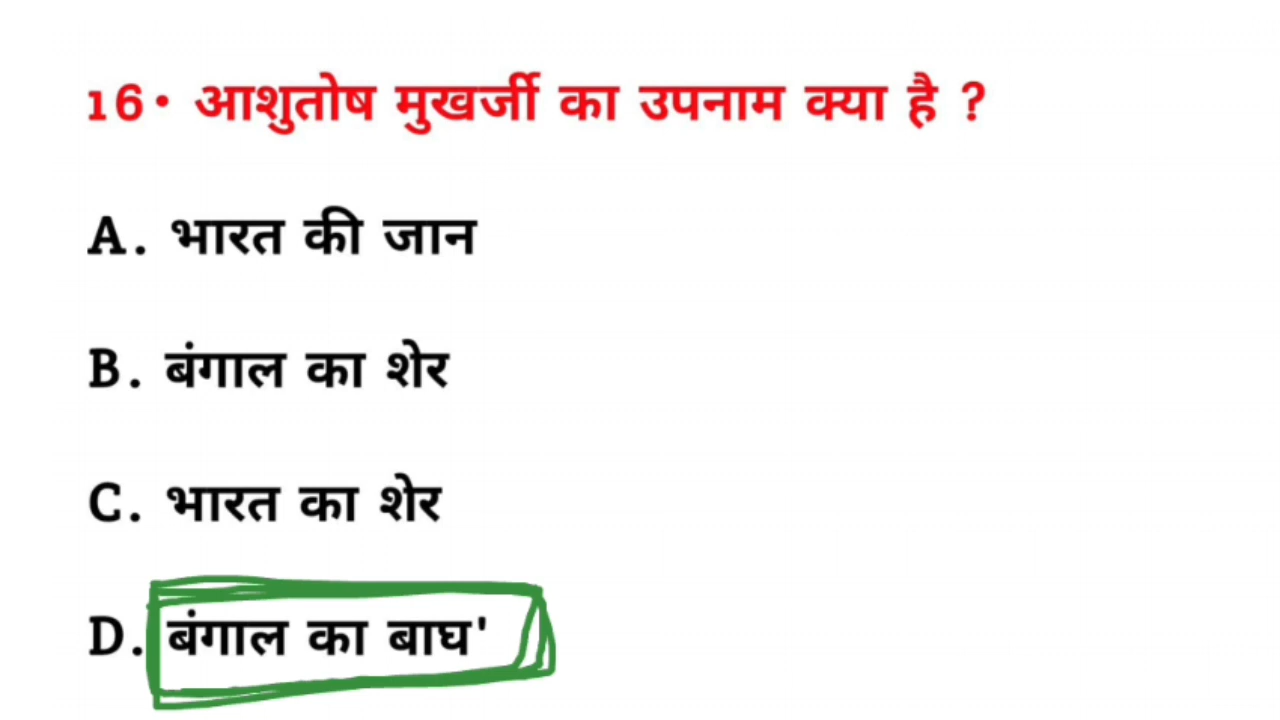 16• आशुतोष मुखर्जी का उपनाम क्या है ?
A. भारत की जान
B. बंगाल का शेर
C. भारत का शेर
D. बंगाल का बाघ'